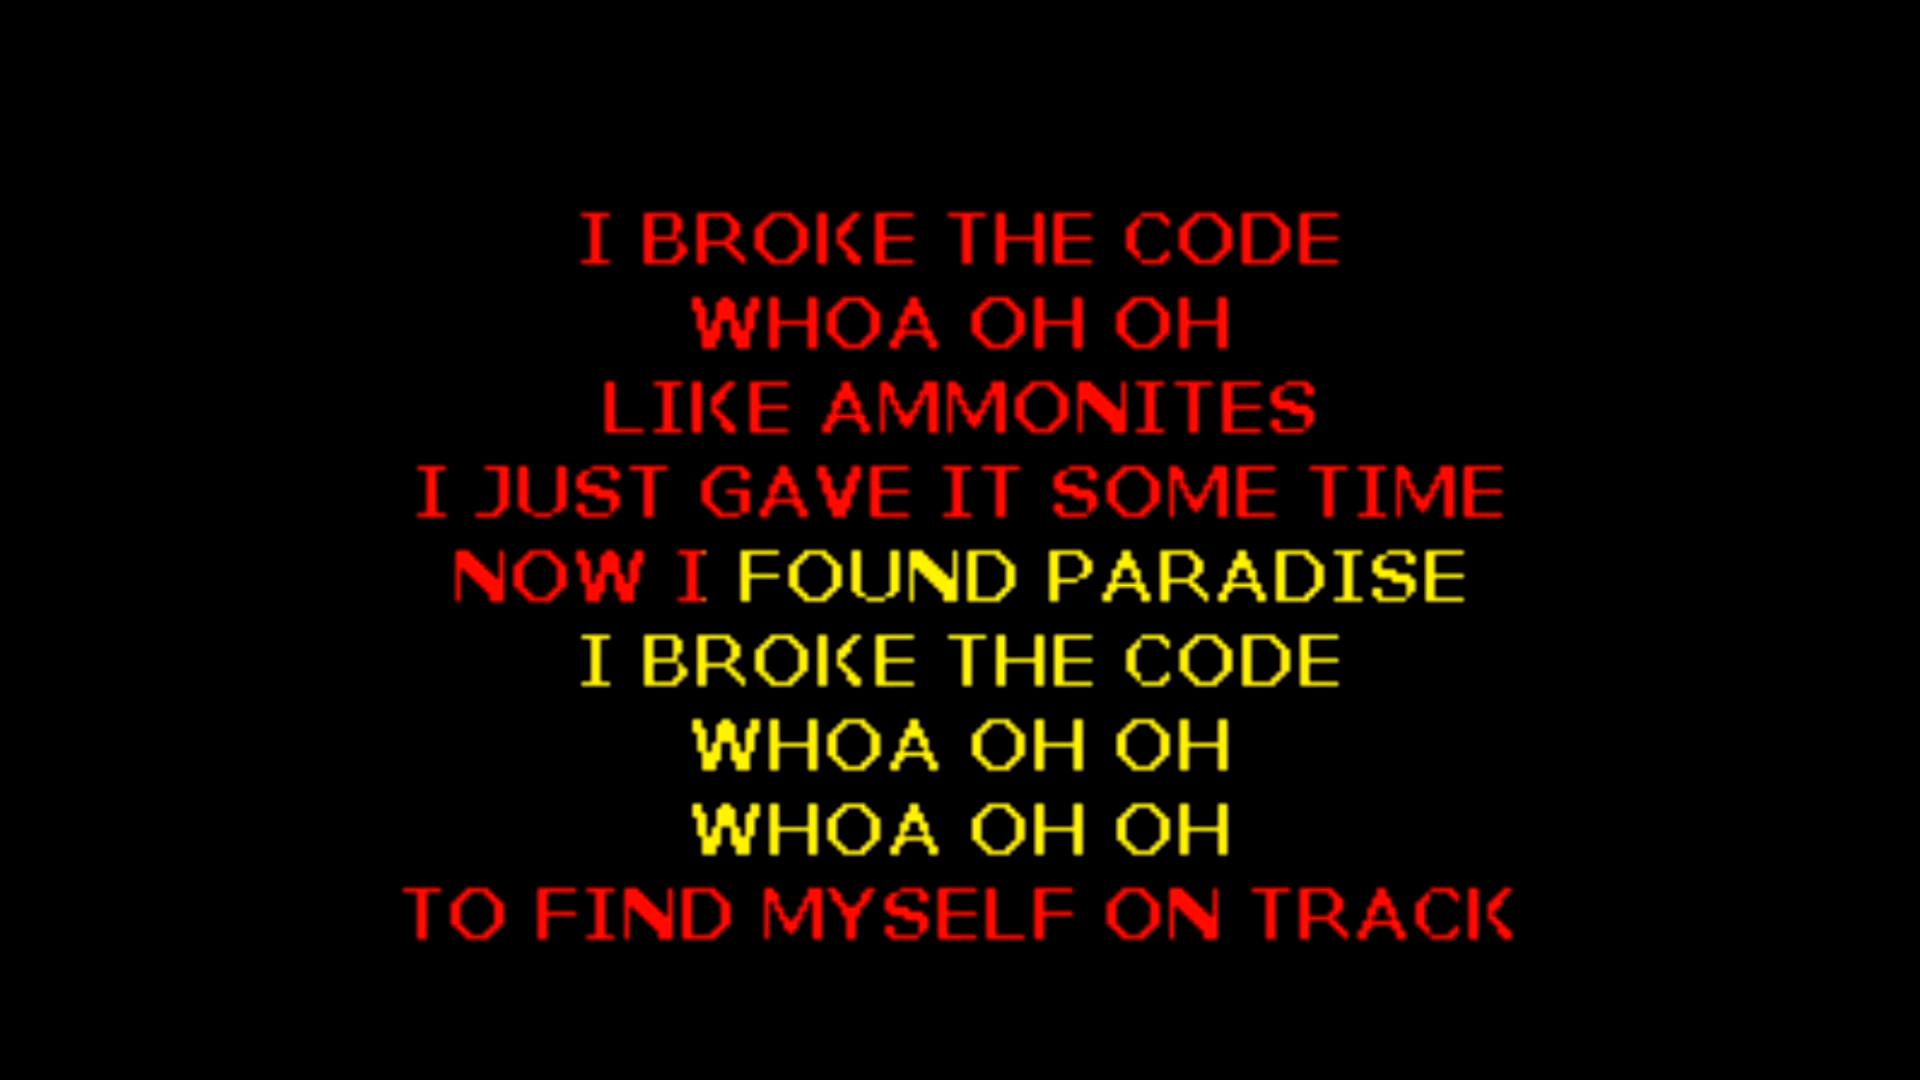 I BROKE THE CODE
WHOA OH OH
LIKE AMMONITES
I JUST GAVE IT SOME TIME
NOW I FOUND PARADISE
I BROKE THE CODE
WHOA OH OH
WHOA OH OH
TO FIND MYSELF ON TRACK